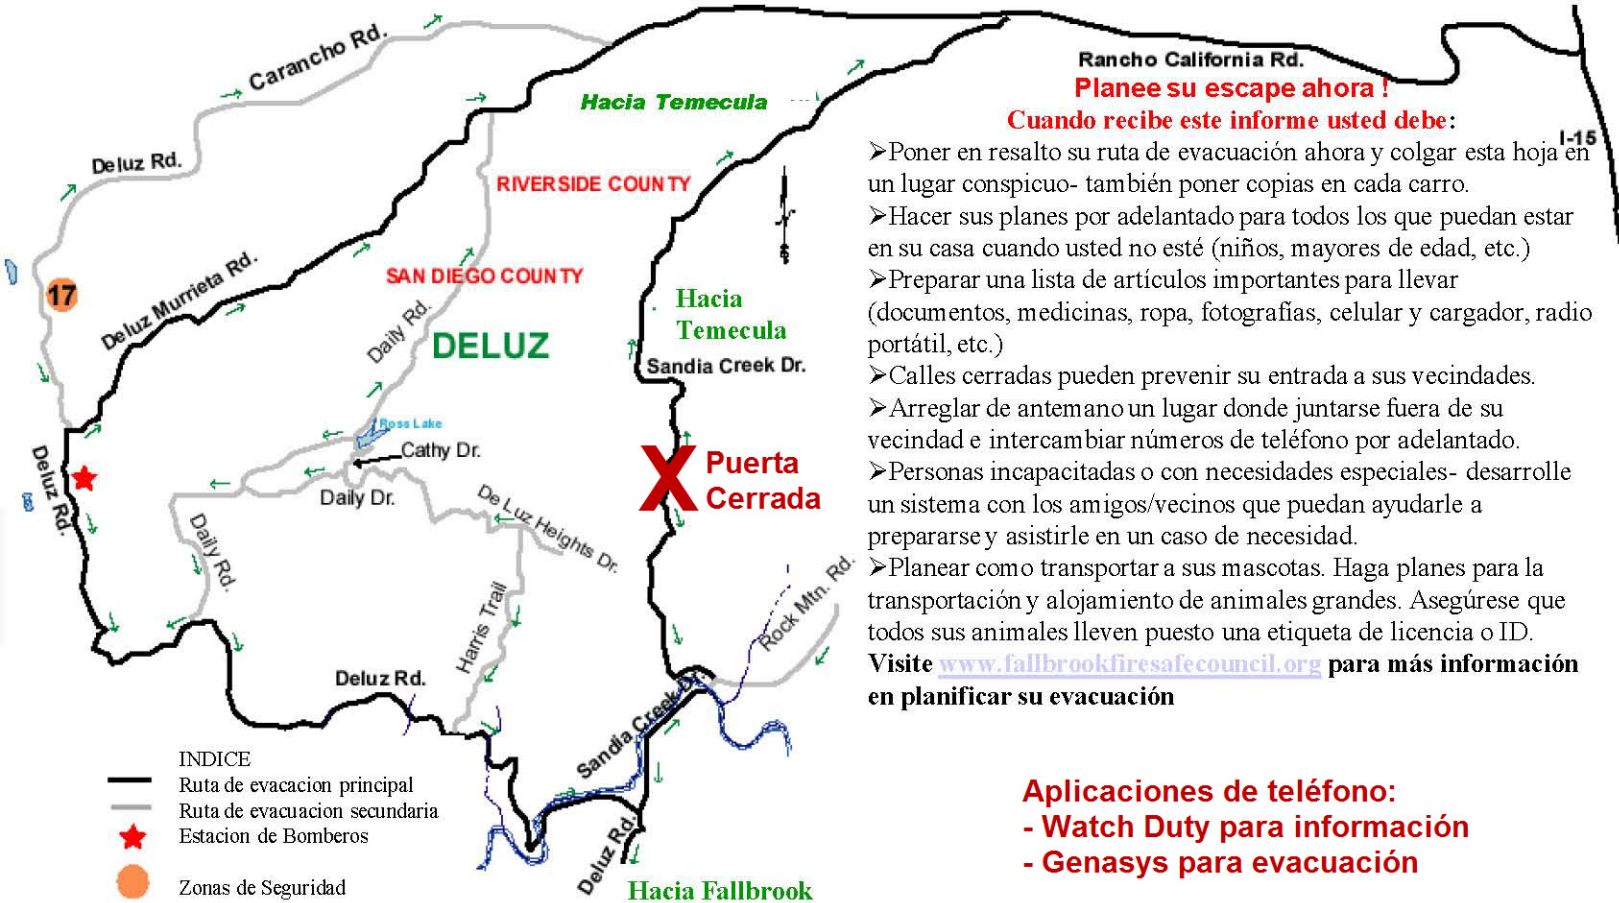 Carancho Rd.
Rancho California Rd.
Hacia Temecula
Planee su escape ahora !
Cuando recibe este informe usted debe:
I-15
➢Poner en resalto su ruta de evacuación ahora y colgar esta hoja en
un lugar conspicuo- también poner copias en cada carro.
➢Hacer sus planes por adelantado para todos los que puedan estar
en su casa cuando usted no esté (niños, mayores de edad, etc.)
➢Preparar una lista de artículos importantes para llevar
(documentos, medicinas, ropa, fotografías, celular y cargador, radio
portátil, etc.)
➢Calles cerradas pueden prevenir su entrada a sus vecindades.
➢Arreglar de antemano un lugar donde juntarse fuera de su
vecindad e intercambiar números de teléfono por adelantado.
➢Personas incapacitadas o con necesidades especiales- desarrolle
un sistema con los amigos/vecinos que puedan ayudarle a
prepararse y asistirle en un caso de necesidad.
➢Planear como transportar a sus mascotas. Haga planes para la
transportación y alojamiento de animales grandes. Asegúrese que
todos sus animales lleven puesto una etiqueta de licencia o ID.
Visite www.fallbrookfiresafecouncil.org para más información
en planificar su evacuación
Deluz Rd.
RIVERSIDE COUNTY
N
S
SAN DIEGO COUNTY
17
Deluz Murrieta Rd.
Daily Rd.
DELUZ
Hacia
Temecula
Sandia Creek Dr.
Ross Lake
Cathy Dr.
Deluz Rd.
Daily Dr.
De Luz Heights Dr.
X
Puerta
Cerrada
Daily Rd.
Harris Trail
Rock Mtn. Rd.
Deluz Rd.
Sandia Creek Dr.
INDICE
Ruta de evacacion principal
Ruta de evacuacion secundaria
Estacion de Bomberos
Zonas de Seguridad
Deluz Rd.
Hacia Fallbrook
Aplicaciones de teléfono:
- Watch Duty para información
- Genasys para evacuación